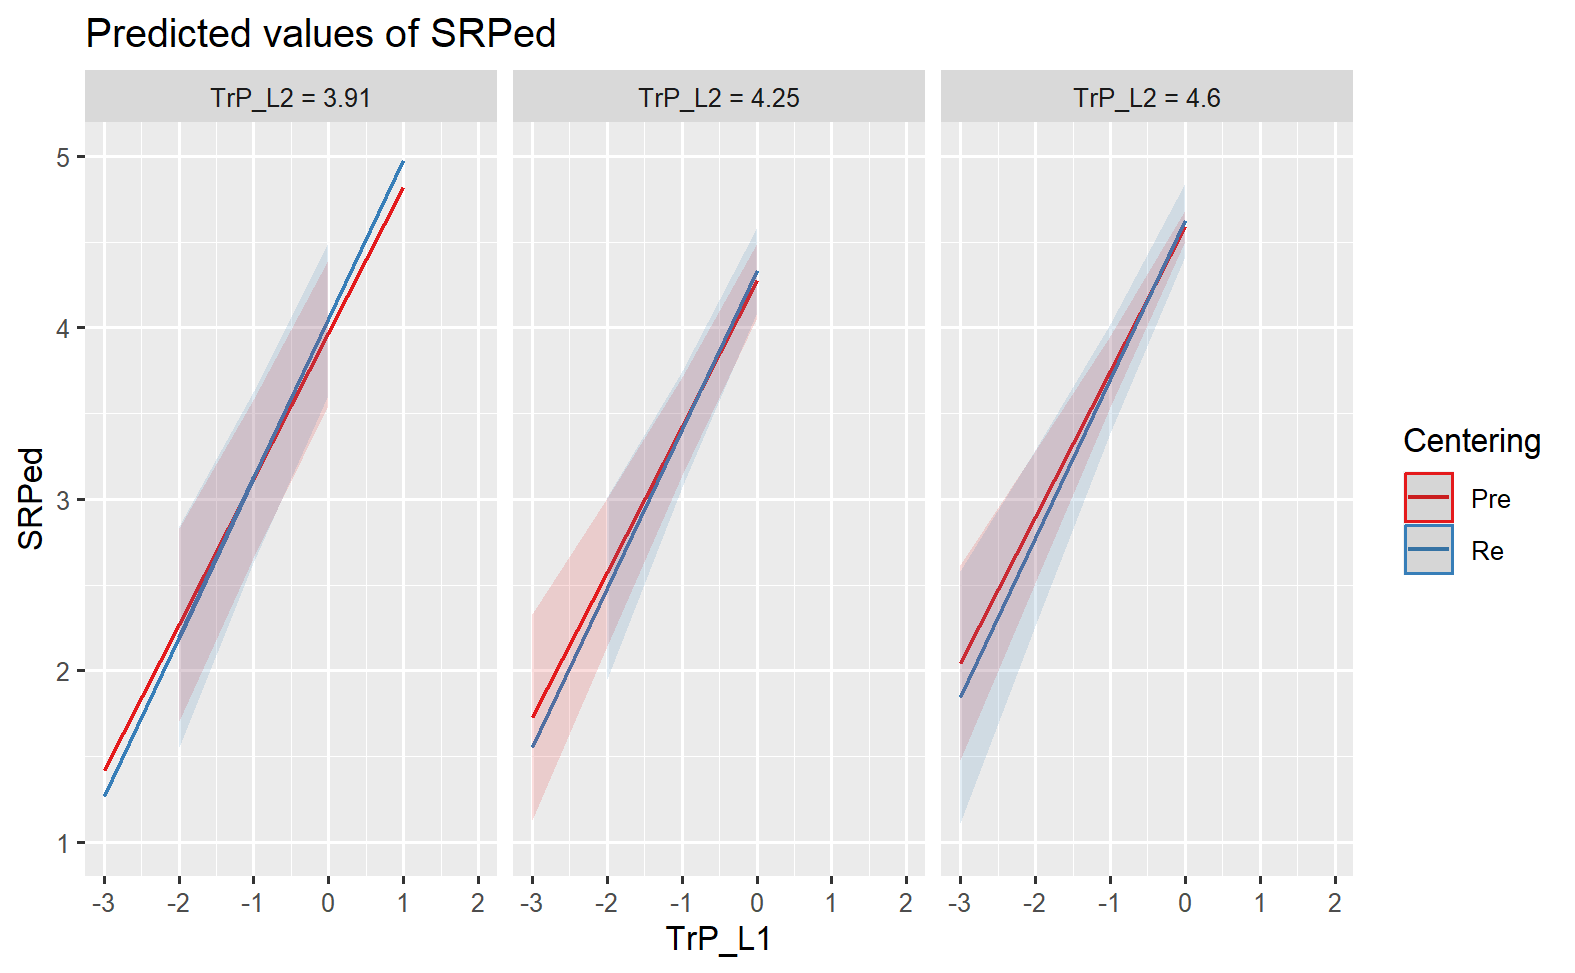 Predicted values of SRPed
TrP_L2 = 3.91
TrP_L2 = 4.25
TrP_L2 = 4.6
5
4
3
2
1
SRPed
-3 -2 -1 0 1 2
-3 -2 -1 0 1 2
-3 -2 -1 0 1 2
TrP_L1
Centering
Pre
Re